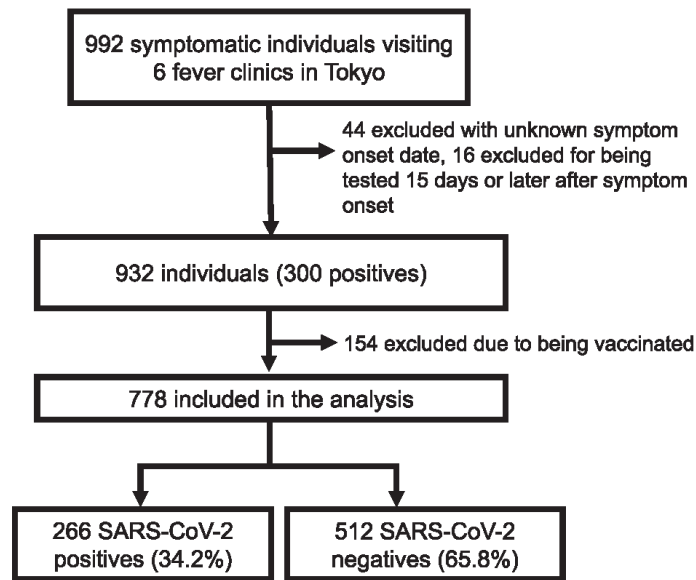 992 symptomatic individuals visiting
6 fever clinics in Tokyo
44 excluded with unknown symptom
onset date, 16 excluded for being
tested 15 days or later after symptom
onset
932 individuals (300 positives)
154 excluded due to being vaccinated
778 included in the analysis
266 SARS-CoV-2
positives (34.2%)
512 SARS-CoV-2
negatives (65.8%)